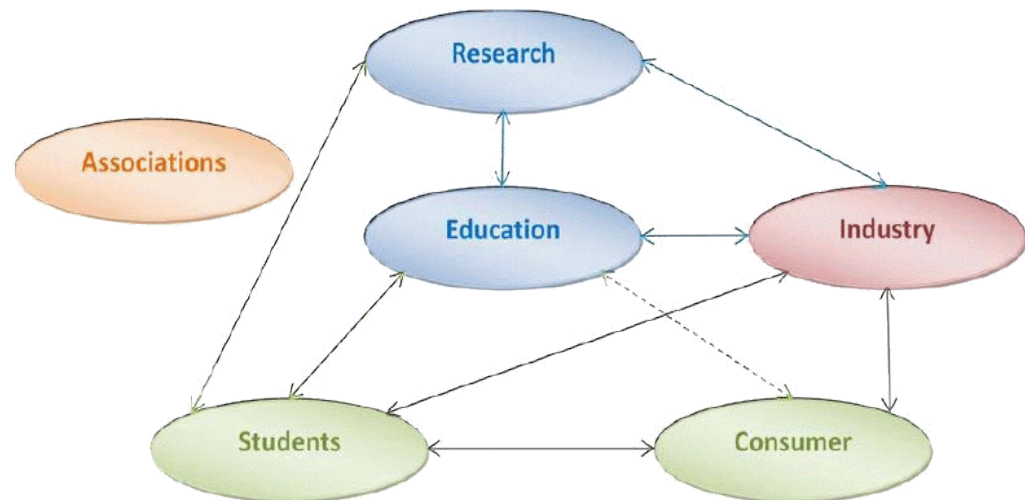 Research
Associations
Education
Industry
Students
Consumer